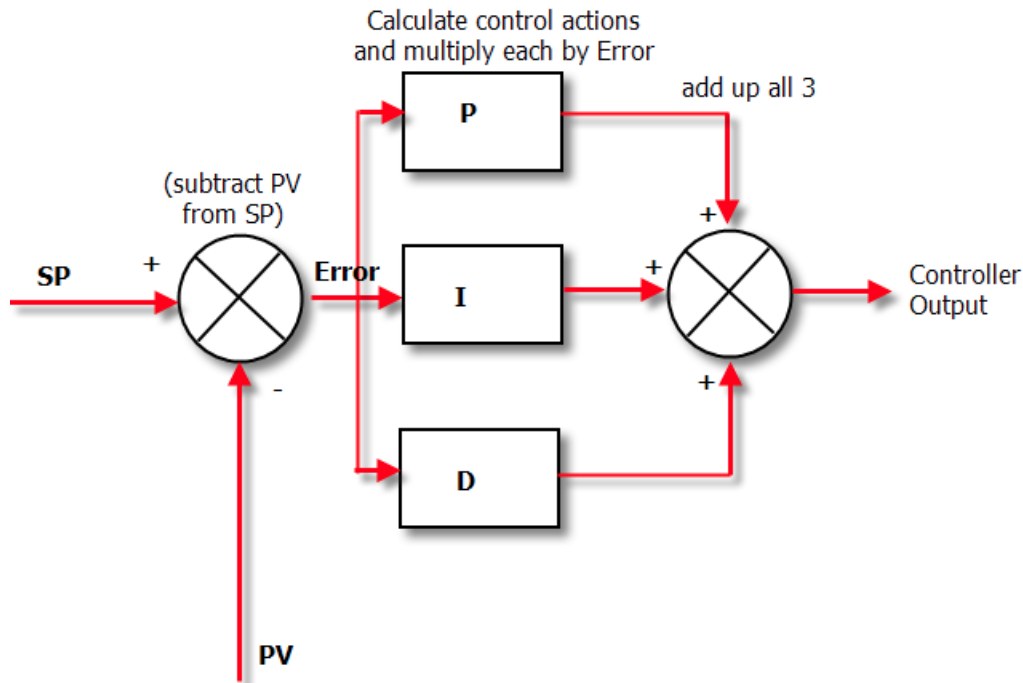 Calculate control actions
and multiply each by Error
P
add up all 3
(subtract PV
from SP)
+
SP
+
Error
I
+
Controller
Output
-
+
D
PV